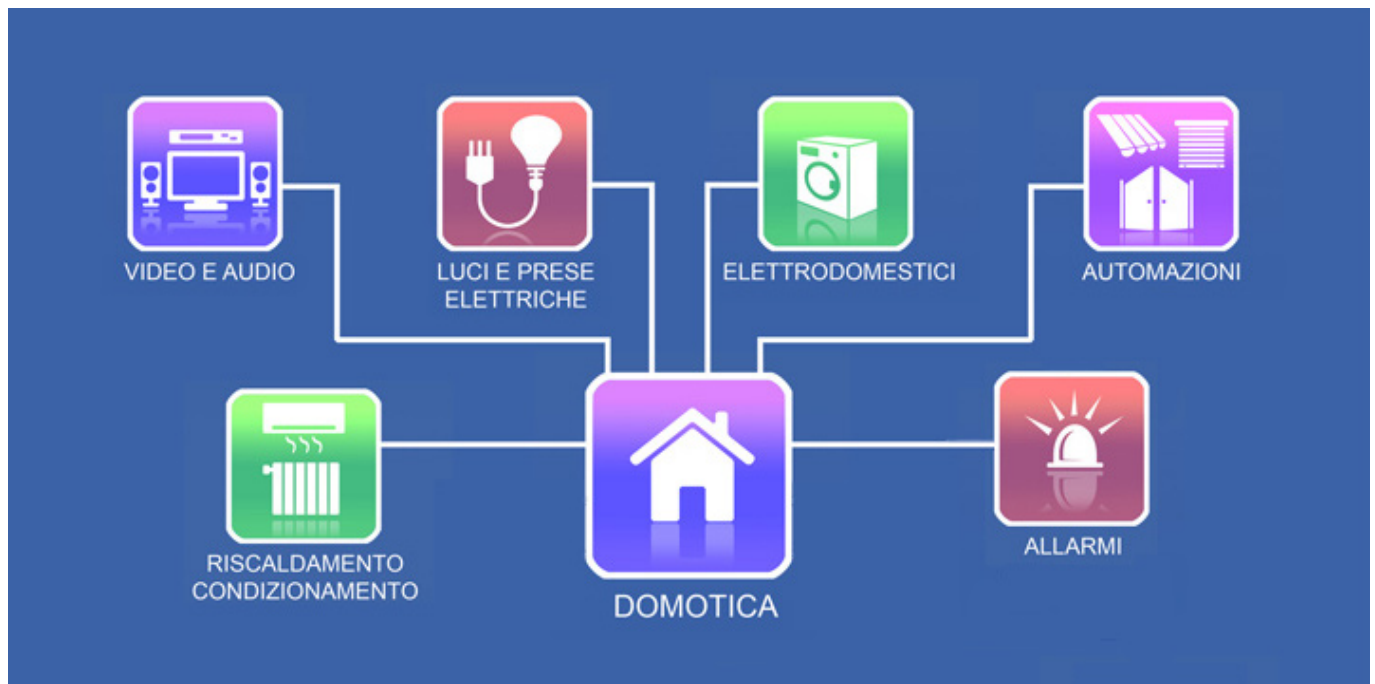 VIDEO E AUDIO
LUCI E PRESE
ELETTRICHE
ELETTRODOMESTICI
AUTOMAZIONI
RISCALDAMENTO
CONDIZIONAMENTO
DOMOTICA
ALLARMI